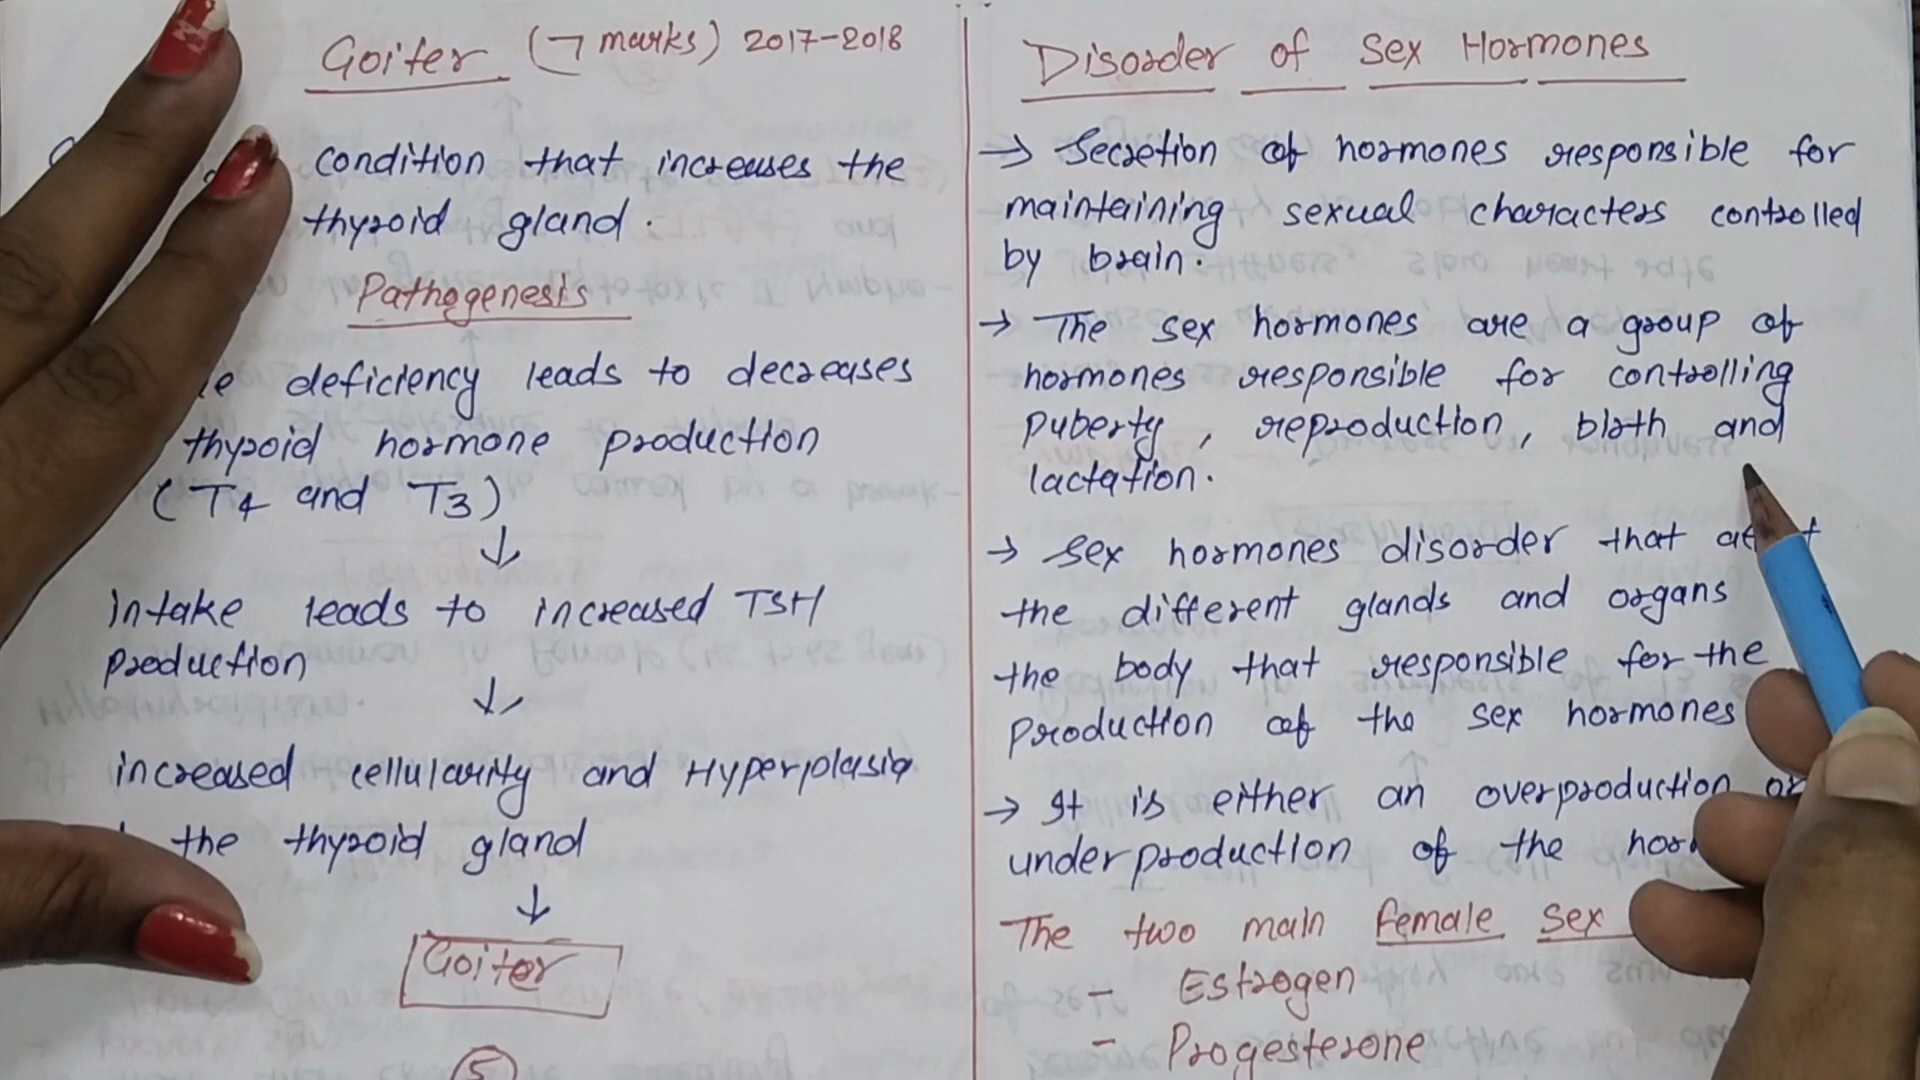 Goiter (7 marks) 2017-2018
condition that increases the
thyroid gland.
Pathogenesis
deficiency leads to decreases
thyroid hormone production
(T4 and T3)
↓
Intake leads to increased TSH
production
↓
increased cellularity and Hyperplasia
the thyroid gland
↓
Goiter
5
Disorder of Sex Hormones
→ Secretion of hormones responsible for
maintaining sexual characters controlled
by brain.
→ The sex hormones are a group of
hormones responsible for controlling
puberty, reproduction, birth and
lactation.
→ Sex hormones disorder that
the different glands and organs
the body that responsible for the
production of the sex hormones
→ It is either an overproduction or
underproduction of the
The two main female sex
- Estrogen
- Progesterone